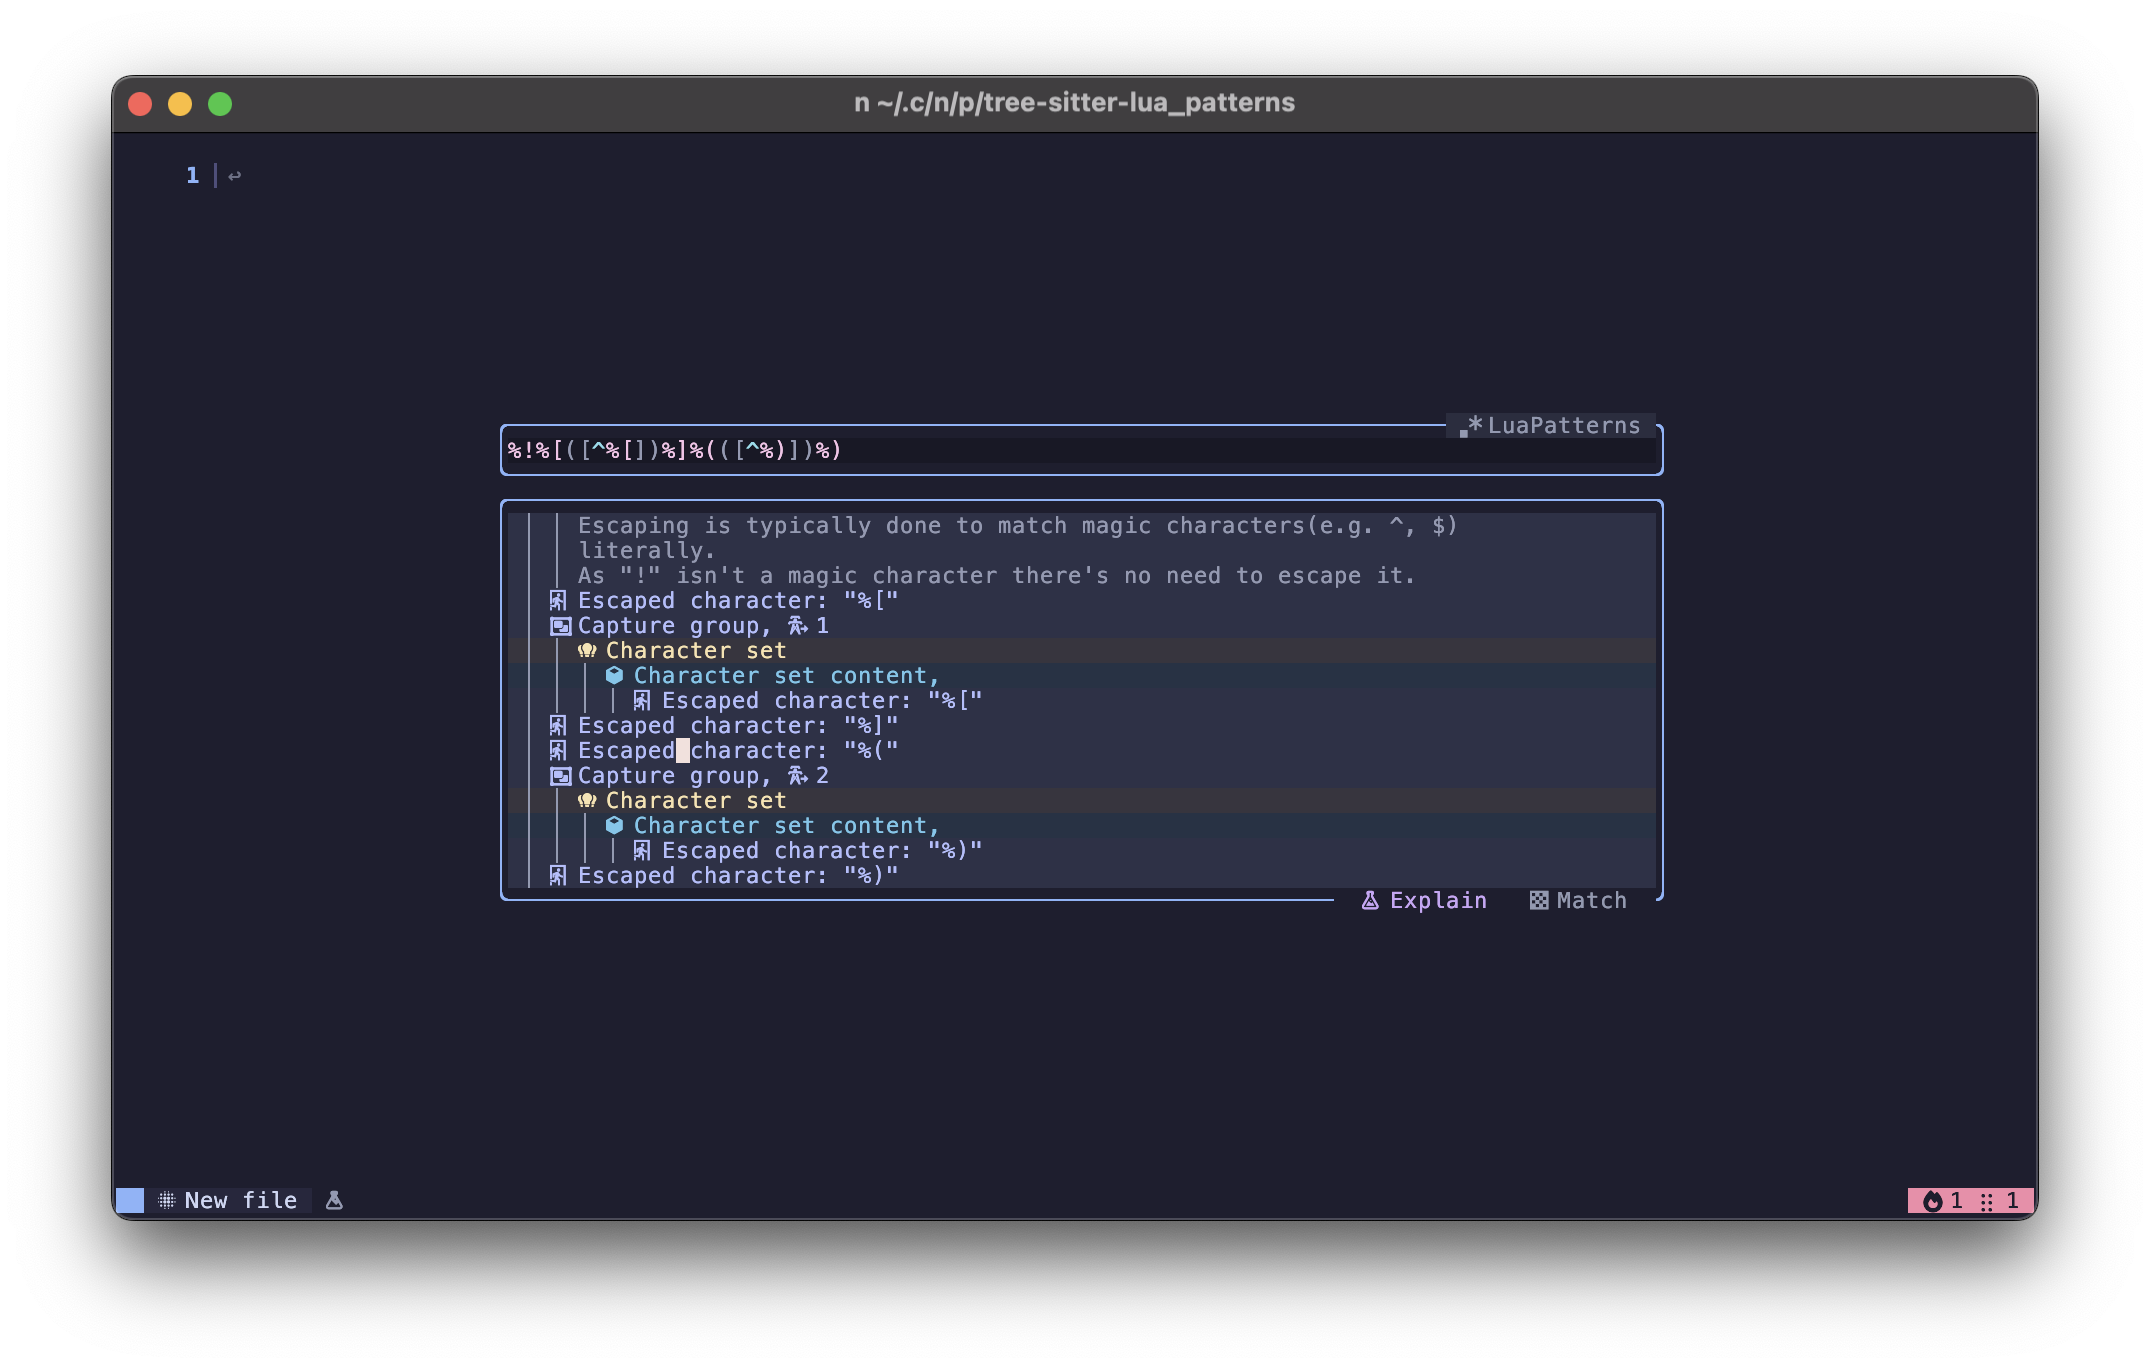 n ~/.c/n/p/tree-sitter-lua_patterns
1
LuaPatterns
%!%[([^%[])%]%(([^%)])%)
Escaping is typically done to match magic characters(e.g. ^, $)
literally.
As "!" isn't a magic character there's no need to escape it.
Escaped character: "%["
Capture group, 1
Character set
Character set content,
Escaped character: "%["
Escaped character: "%]"
Escaped character: "%("
Capture group, 2
Character set
Character set content,
Escaped character: "%)"
Escaped character: "%)"
Explain Match
New file 1 1